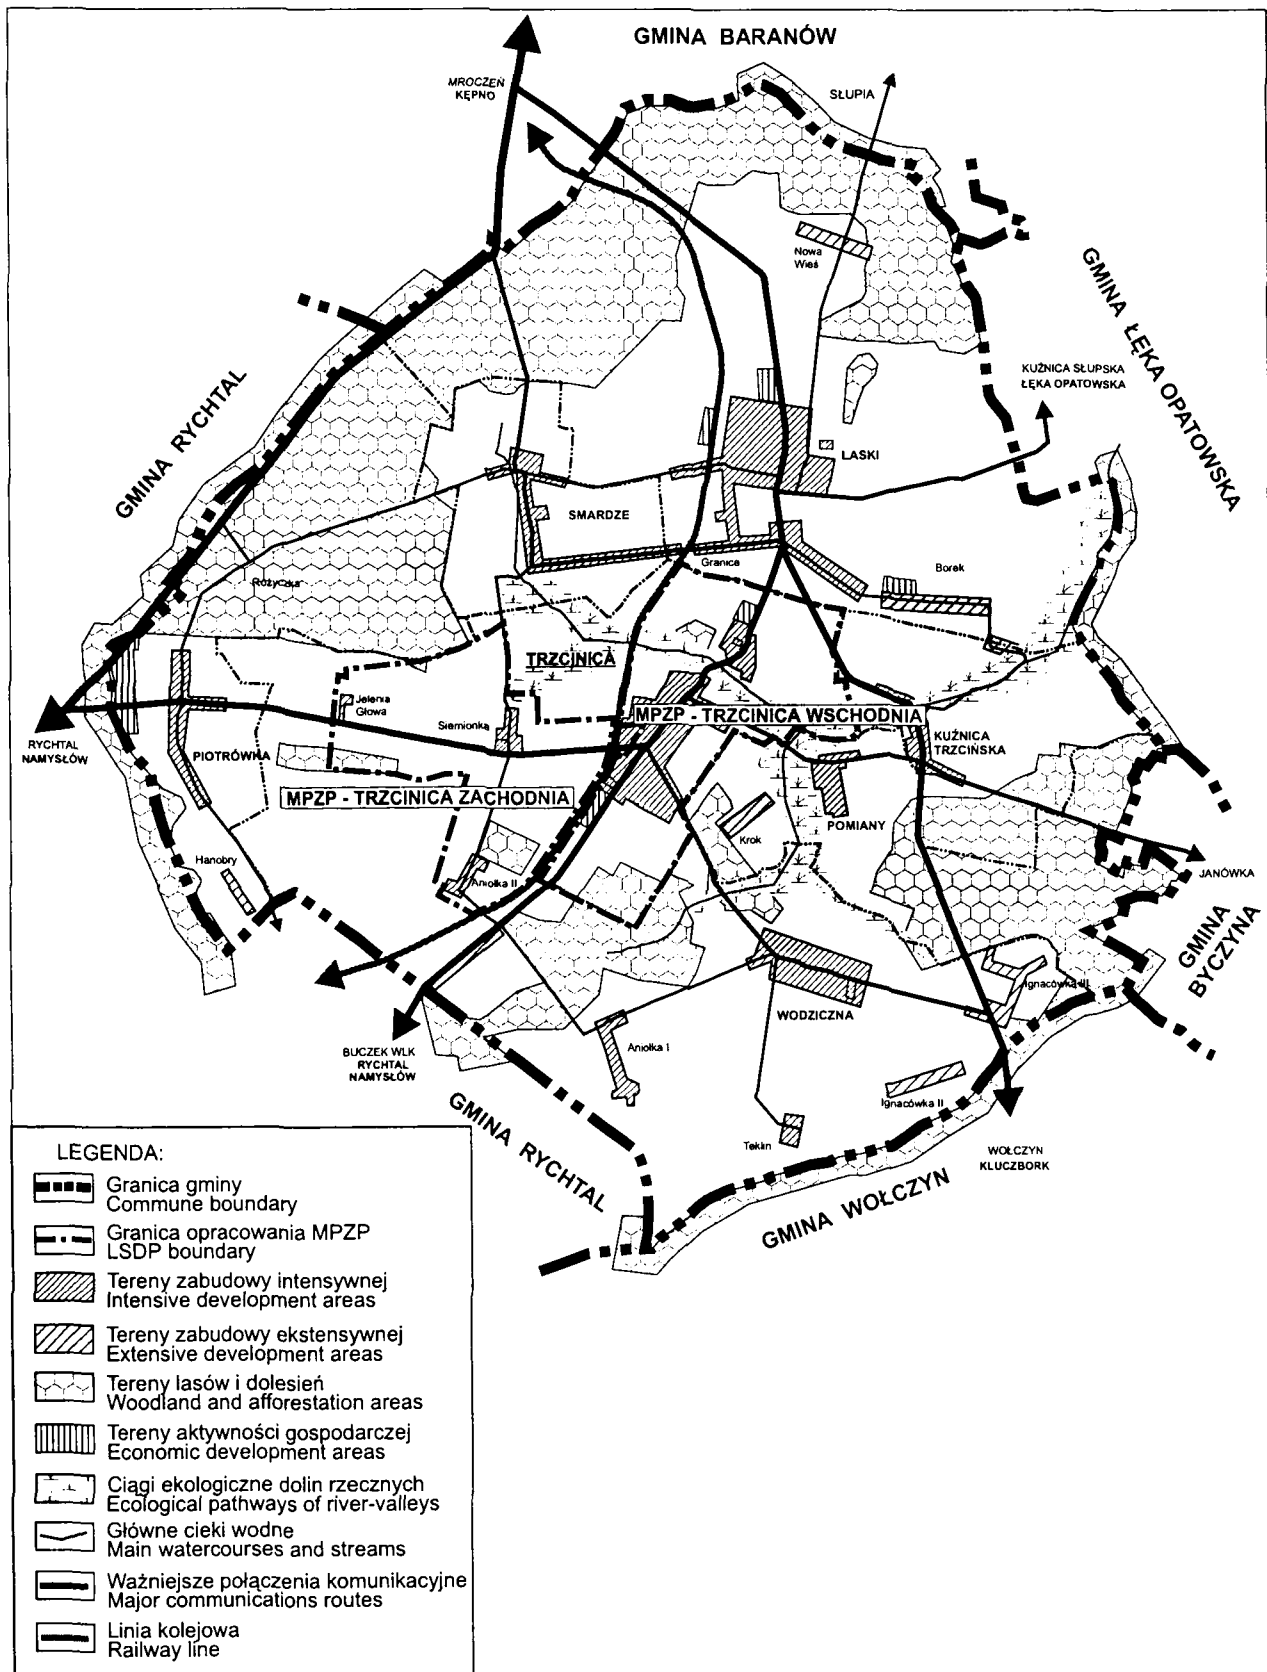 GMINA BARANÓW
MROCZEŃ
KĘPNO
SŁUPIA
Nowa
Wieś
GMINA ŁĘKA OPATOWSKA
KUŹNICA SŁUPSKA
ŁĘKA OPATOWSKA
GMINA RYCHTAL
LASKI
SMARDZE
Granica
Borek
Różyczka
TRZCINICA
Jelenia
Głowa
Siemionka
MPZP - TRZCINICA WSCHODNIA
RYCHTAL
NAMYSŁÓW
PIOTRÓWKA
KUŹNICA
TRZCIŃSKA
MPZP - TRZCINICA ZACHODNIA
POMIANY
Krok
Hanobry
Aniołka II
JANÓWKA
GMINA
BYCZYNA
Ignacówka III
WODZICZNA
Aniołka I
BUCZEK WLK
RYCHTAL
NAMYSŁÓW
Ignacówka II
GMINA RYCHTAL
Teklin
WOŁCZYN
KLUCZBORK
GMINA WOŁCZYN
LEGENDA:
Granica gminy
Commune boundary
Granica opracowania MPZP
LSDP boundary
Tereny zabudowy intensywnej
Intensive development areas
Tereny zabudowy ekstensywnej
Extensive development areas
Tereny lasów i dolesień
Woodland and afforestation areas
Tereny aktywności gospodarczej
Economic development areas
Ciągi ekologiczne dolin rzecznych
Ecological pathways of river-valleys
Główne cieki wodne
Main watercourses and streams
Ważniejsze połączenia komunikacyjne
Major communications routes
Linia kolejowa
Railway line